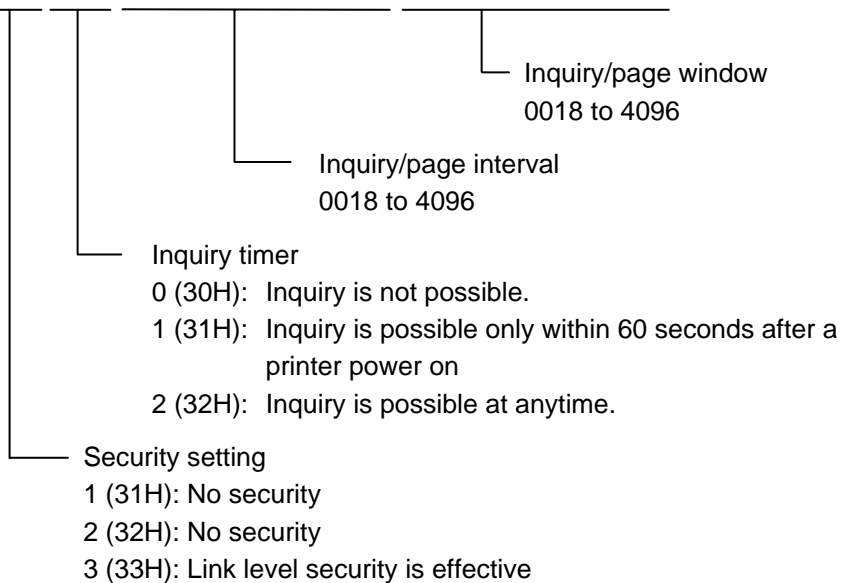 Inquiry/page window
0018 to 4096
Inquiry/page interval
0018 to 4096
Inquiry timer
0 (30H): Inquiry is not possible.
1 (31H): Inquiry is possible only within 60 seconds after a
printer power on
2 (32H): Inquiry is possible at anytime.
Security setting
1 (31H): No security
2 (32H): No security
3 (33H): Link level security is effective